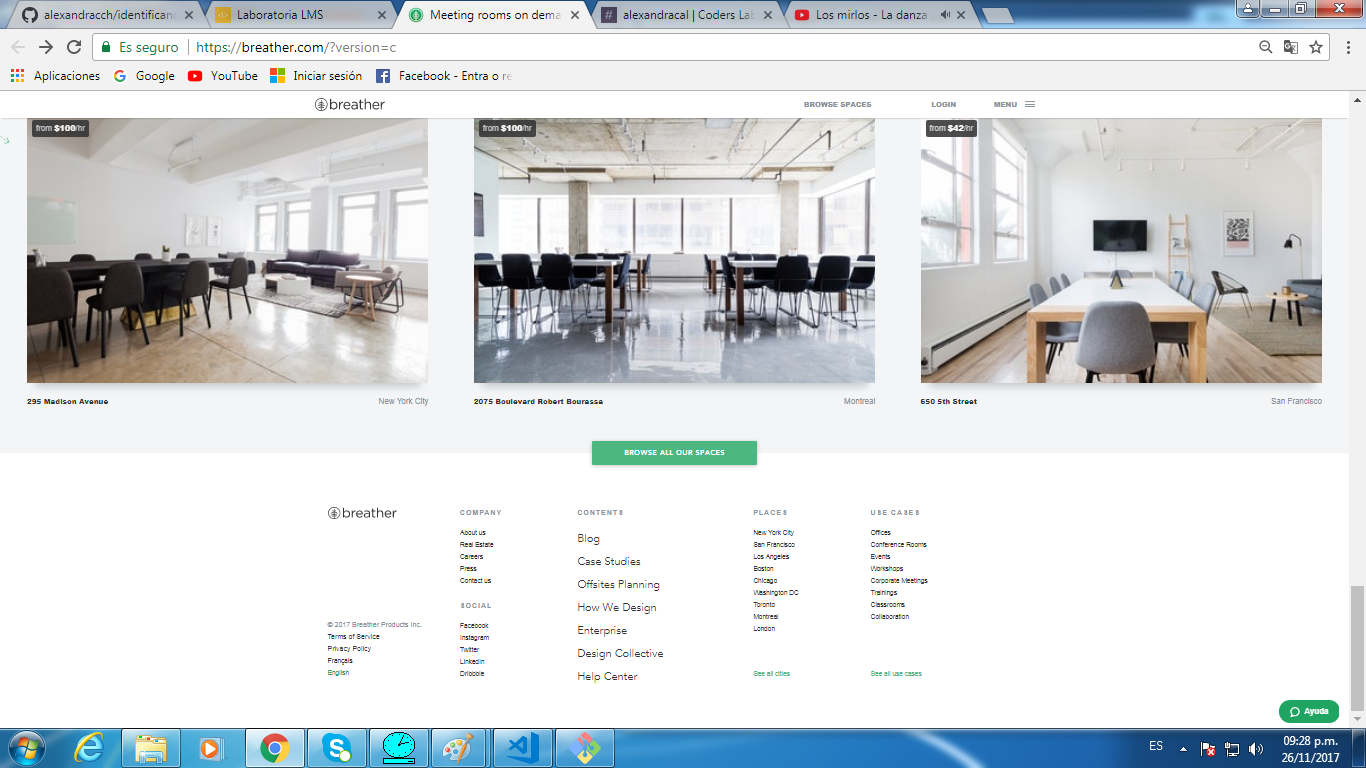 alexandracch/identifican
Laboratoria LMS
Meeting rooms on dema
alexandracal | Coders Lab
Los mirlos - La danza
Es seguro
https://breather.com/?version=c
Aplicaciones
Google
YouTube
Iniciar sesión
Facebook - Entra o re
breather
BROWSE SPACES
LOGIN
MENU
from $100/hr
from $100/hr
from $42/hr
295 Madison Avenue
New York City
2075 Boulevard Robert Bourassa
Montreal
650 5th Street
San Francisco
BROWSE ALL OUR SPACES
breather
© 2017 Breather Products Inc.
Terms of Service
Privacy Policy
Français
English
COMPANY
About us
Real Estate
Careers
Press
Contact us
SOCIAL
Facebook
Instagram
Twitter
LinkedIn
Dribbble
CONTENTS
Blog
Case Studies
Offsites Planning
How We Design
Enterprise
Design Collective
Help Center
PLACES
New York City
San Francisco
Los Angeles
Boston
Chicago
Washington DC
Toronto
Montreal
London
See all cities
USE CASES
Offices
Conference Rooms
Events
Workshops
Corporate Meetings
Trainings
Classrooms
Collaboration
See all use cases
Ayuda
ES
09:28 p.m.
26/11/2017